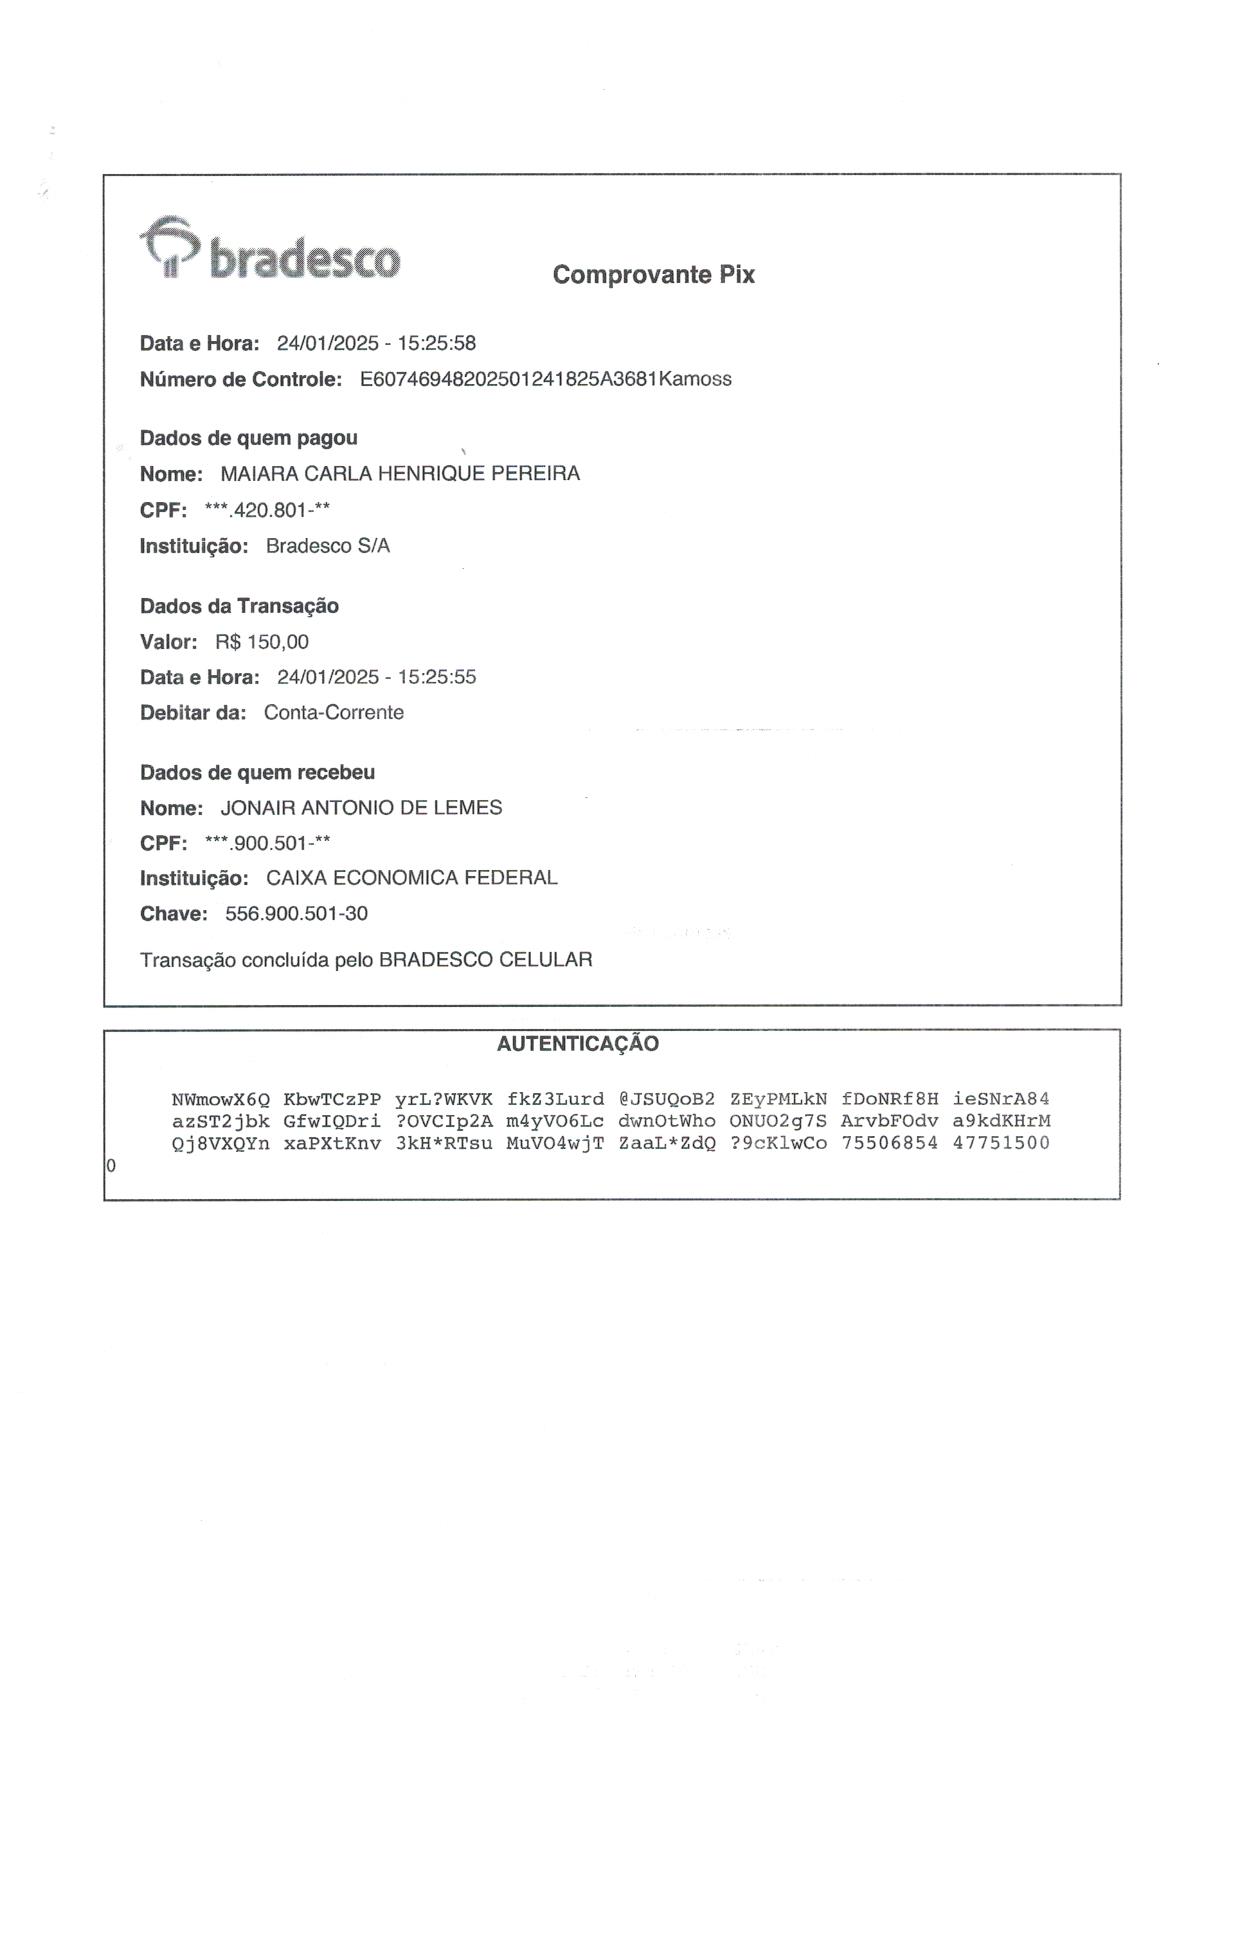 bradesco
Comprovante Pix
Data e Hora: 24/01/2025 - 15:25:58
Número de Controle: E60746948202501241825A3681Kamoss
Dados de quem pagou
Nome: MAIARA CARLA HENRIQUE PEREIRA
CPF: ***.420.801-**
Instituição: Bradesco S/A
Dados da Transação
Valor: R$ 150,00
Data e Hora: 24/01/2025 - 15:25:55
Debitar da: Conta-Corrente
Dados de quem recebeu
Nome: JONAIR ANTONIO DE LEMES
CPF: ***.900.501-**
Instituição: CAIXA ECONOMICA FEDERAL
Chave: 556.900.501-30
Transação concluída pelo BRADESCO CELULAR
AUTENTICAÇÃO
NWmowX6Q KbwTCzPP yrL?WKVK fkZ3Lurd @JSUQoB2 ZEyPMLkN fDoNRf8H ieSNrA84
azST2jbk GfwIQDri ?OVCIp2A m4yVO6Lc dwnOtWho ONUO2g7S ArvbFOdv a9kdKHrM
Qj8VXQYn xaPXtKnv 3kH*RTsu MuVO4wjT ZaaL*ZdQ ?9cKlwCo 75506854 47751500
0